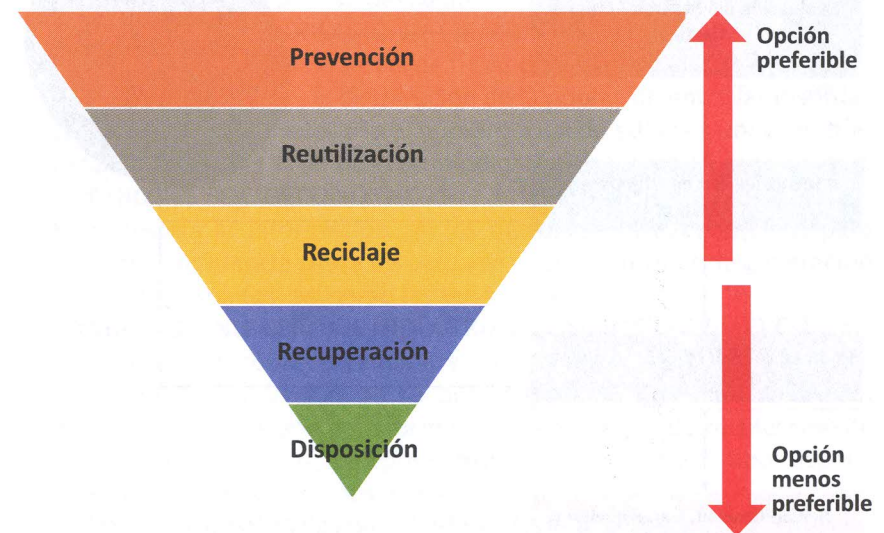 Prevención
Opción
preferible
Reutilización
Reciclaje
Recuperación
Disposición
Opción
menos
preferible